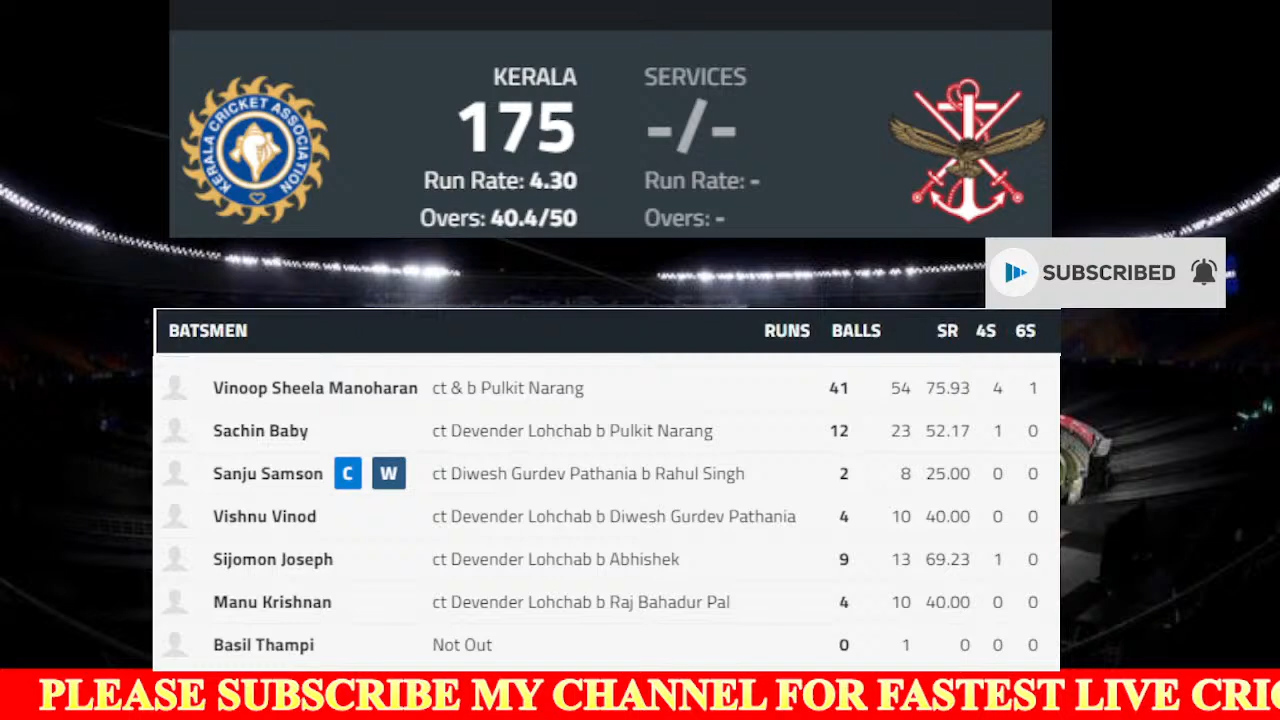 KERALA
175
Run Rate: 4.30
Overs: 40.4/50
SERVICES
-/-
Run Rate: -
Overs: -
KERALA CRICKET ASSOCIATION
SUBSCRIBED
BATSMEN RUNS BALLS SR 4S 6S
Vinoop Sheela Manoharan ct & b Pulkit Narang 41 54 75.93 4 1
Sachin Baby ct Devender Lohchab b Pulkit Narang 12 23 52.17 1 0
Sanju Samson C W ct Diwesh Gurdev Pathania b Rahul Singh 2 8 25.00 0 0
Vishnu Vinod ct Devender Lohchab b Diwesh Gurdev Pathania 4 10 40.00 0 0
Sijomon Joseph ct Devender Lohchab b Abhishek 9 13 69.23 1 0
Manu Krishnan ct Devender Lohchab b Raj Bahadur Pal 4 10 40.00 0 0
Basil Thampi Not Out 0 1 0 0 0
PLEASE SUBSCRIBE MY CHANNEL FOR FASTEST LIVE CRIC